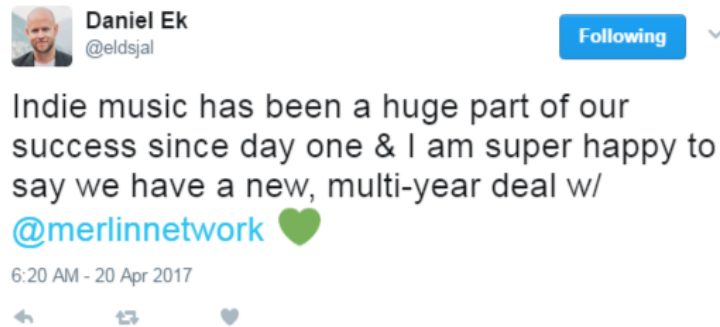 Daniel Ek
@eldsjal
Following
Indie music has been a huge part of our
success since day one & I am super happy to
say we have a new, multi-year deal w/
@merlinnetwork 💚
6:20 AM - 20 Apr 2017